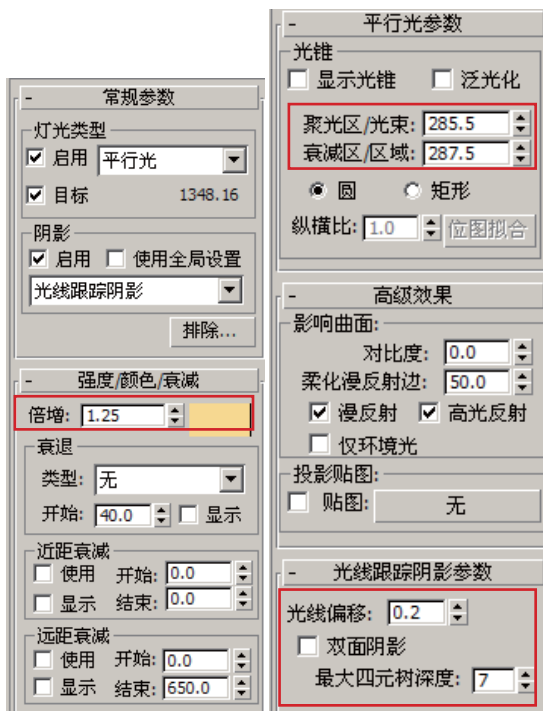 - 常规参数
灯光类型
启用 平行光
目标 1348.16
阴影
启用 使用全局设置
光线跟踪阴影
排除...
- 强度/颜色/衰减
倍增: 1.25
衰退
类型: 无
开始: 40.0 显示
近距衰减
使用 开始: 0.0
显示 结束: 0.0
远距衰减
使用 开始: 0.0
显示 结束: 650.0
- 平行光参数
光锥
显示光锥 泛光化
聚光区/光束: 285.5
衰减区/区域: 287.5
圆 矩形
纵横比: 1.0 位图拟合
- 高级效果
影响曲面:
对比度: 0.0
柔化漫反射边: 50.0
漫反射 高光反射
仅环境光
投影贴图:
贴图: 无
- 光线跟踪阴影参数
光线偏移: 0.2
双面阴影
最大四元树深度: 7